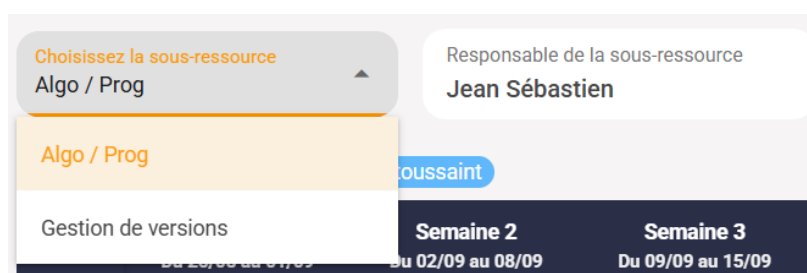 Choisissez la sous-ressource
Algo / Prog
Responsable de la sous-ressource
Jean Sébastien
Algo / Prog
Gestion de versions
toussaint
Semaine 2
Semaine 3
Du 02/09 au 08/09
Du 09/09 au 15/09